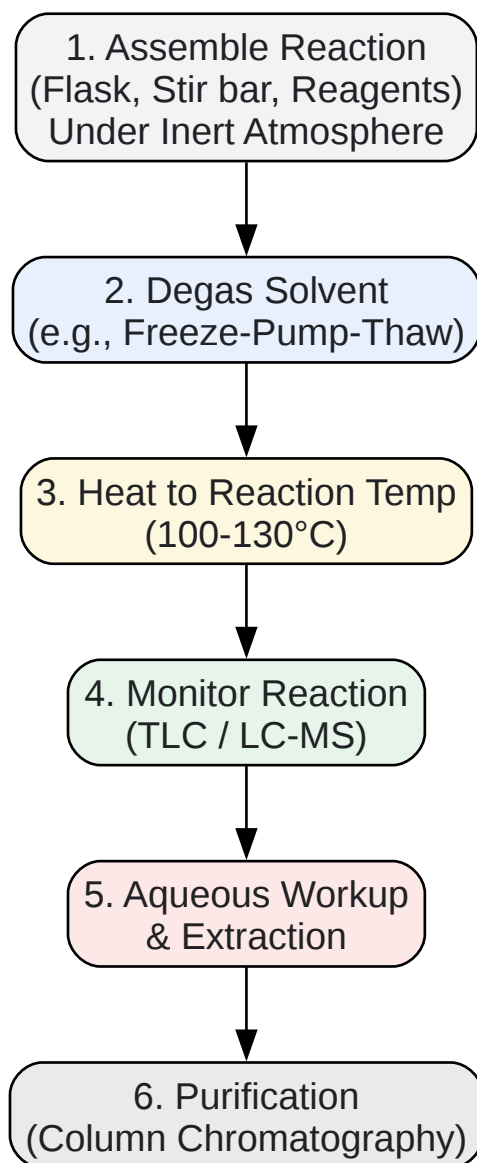 1. Assemble Reaction
(Flask, Stir bar, Reagents)
Under Inert Atmosphere
2. Degas Solvent
(e.g., Freeze-Pump-Thaw)
3. Heat to Reaction Temp
(100-130°C)
4. Monitor Reaction
(TLC / LC-MS)
5. Aqueous Workup
& Extraction
6. Purification
(Column Chromatography)